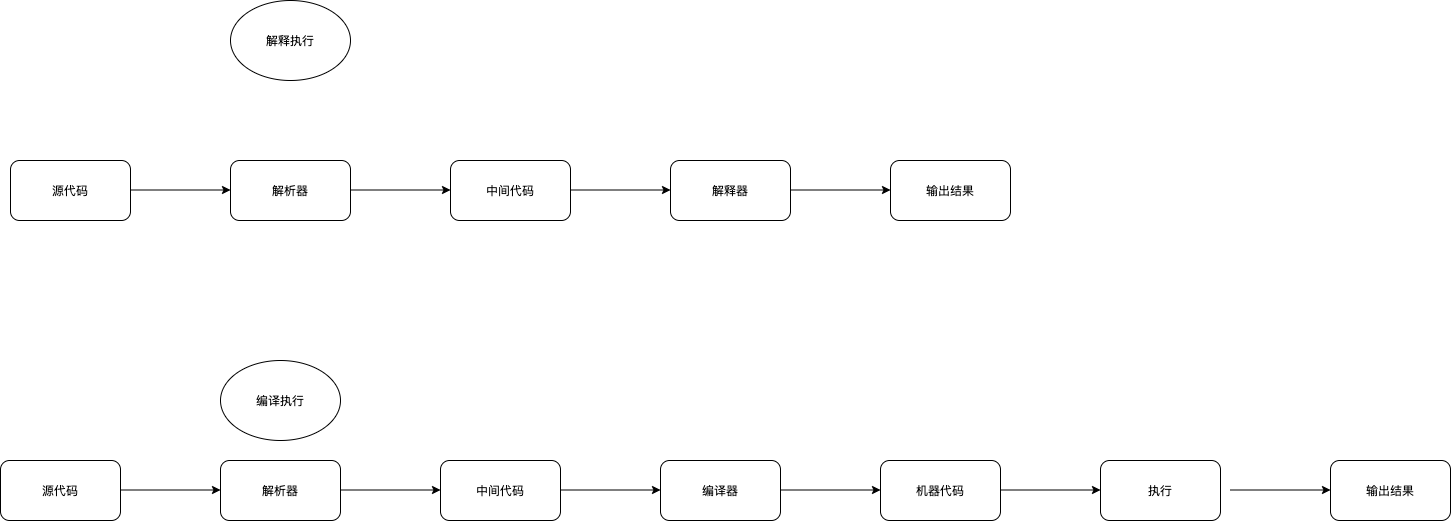 解释执行
源代码
解析器
中间代码
解释器
输出结果
编译执行
源代码
解析器
中间代码
编译器
机器代码
执行
输出结果